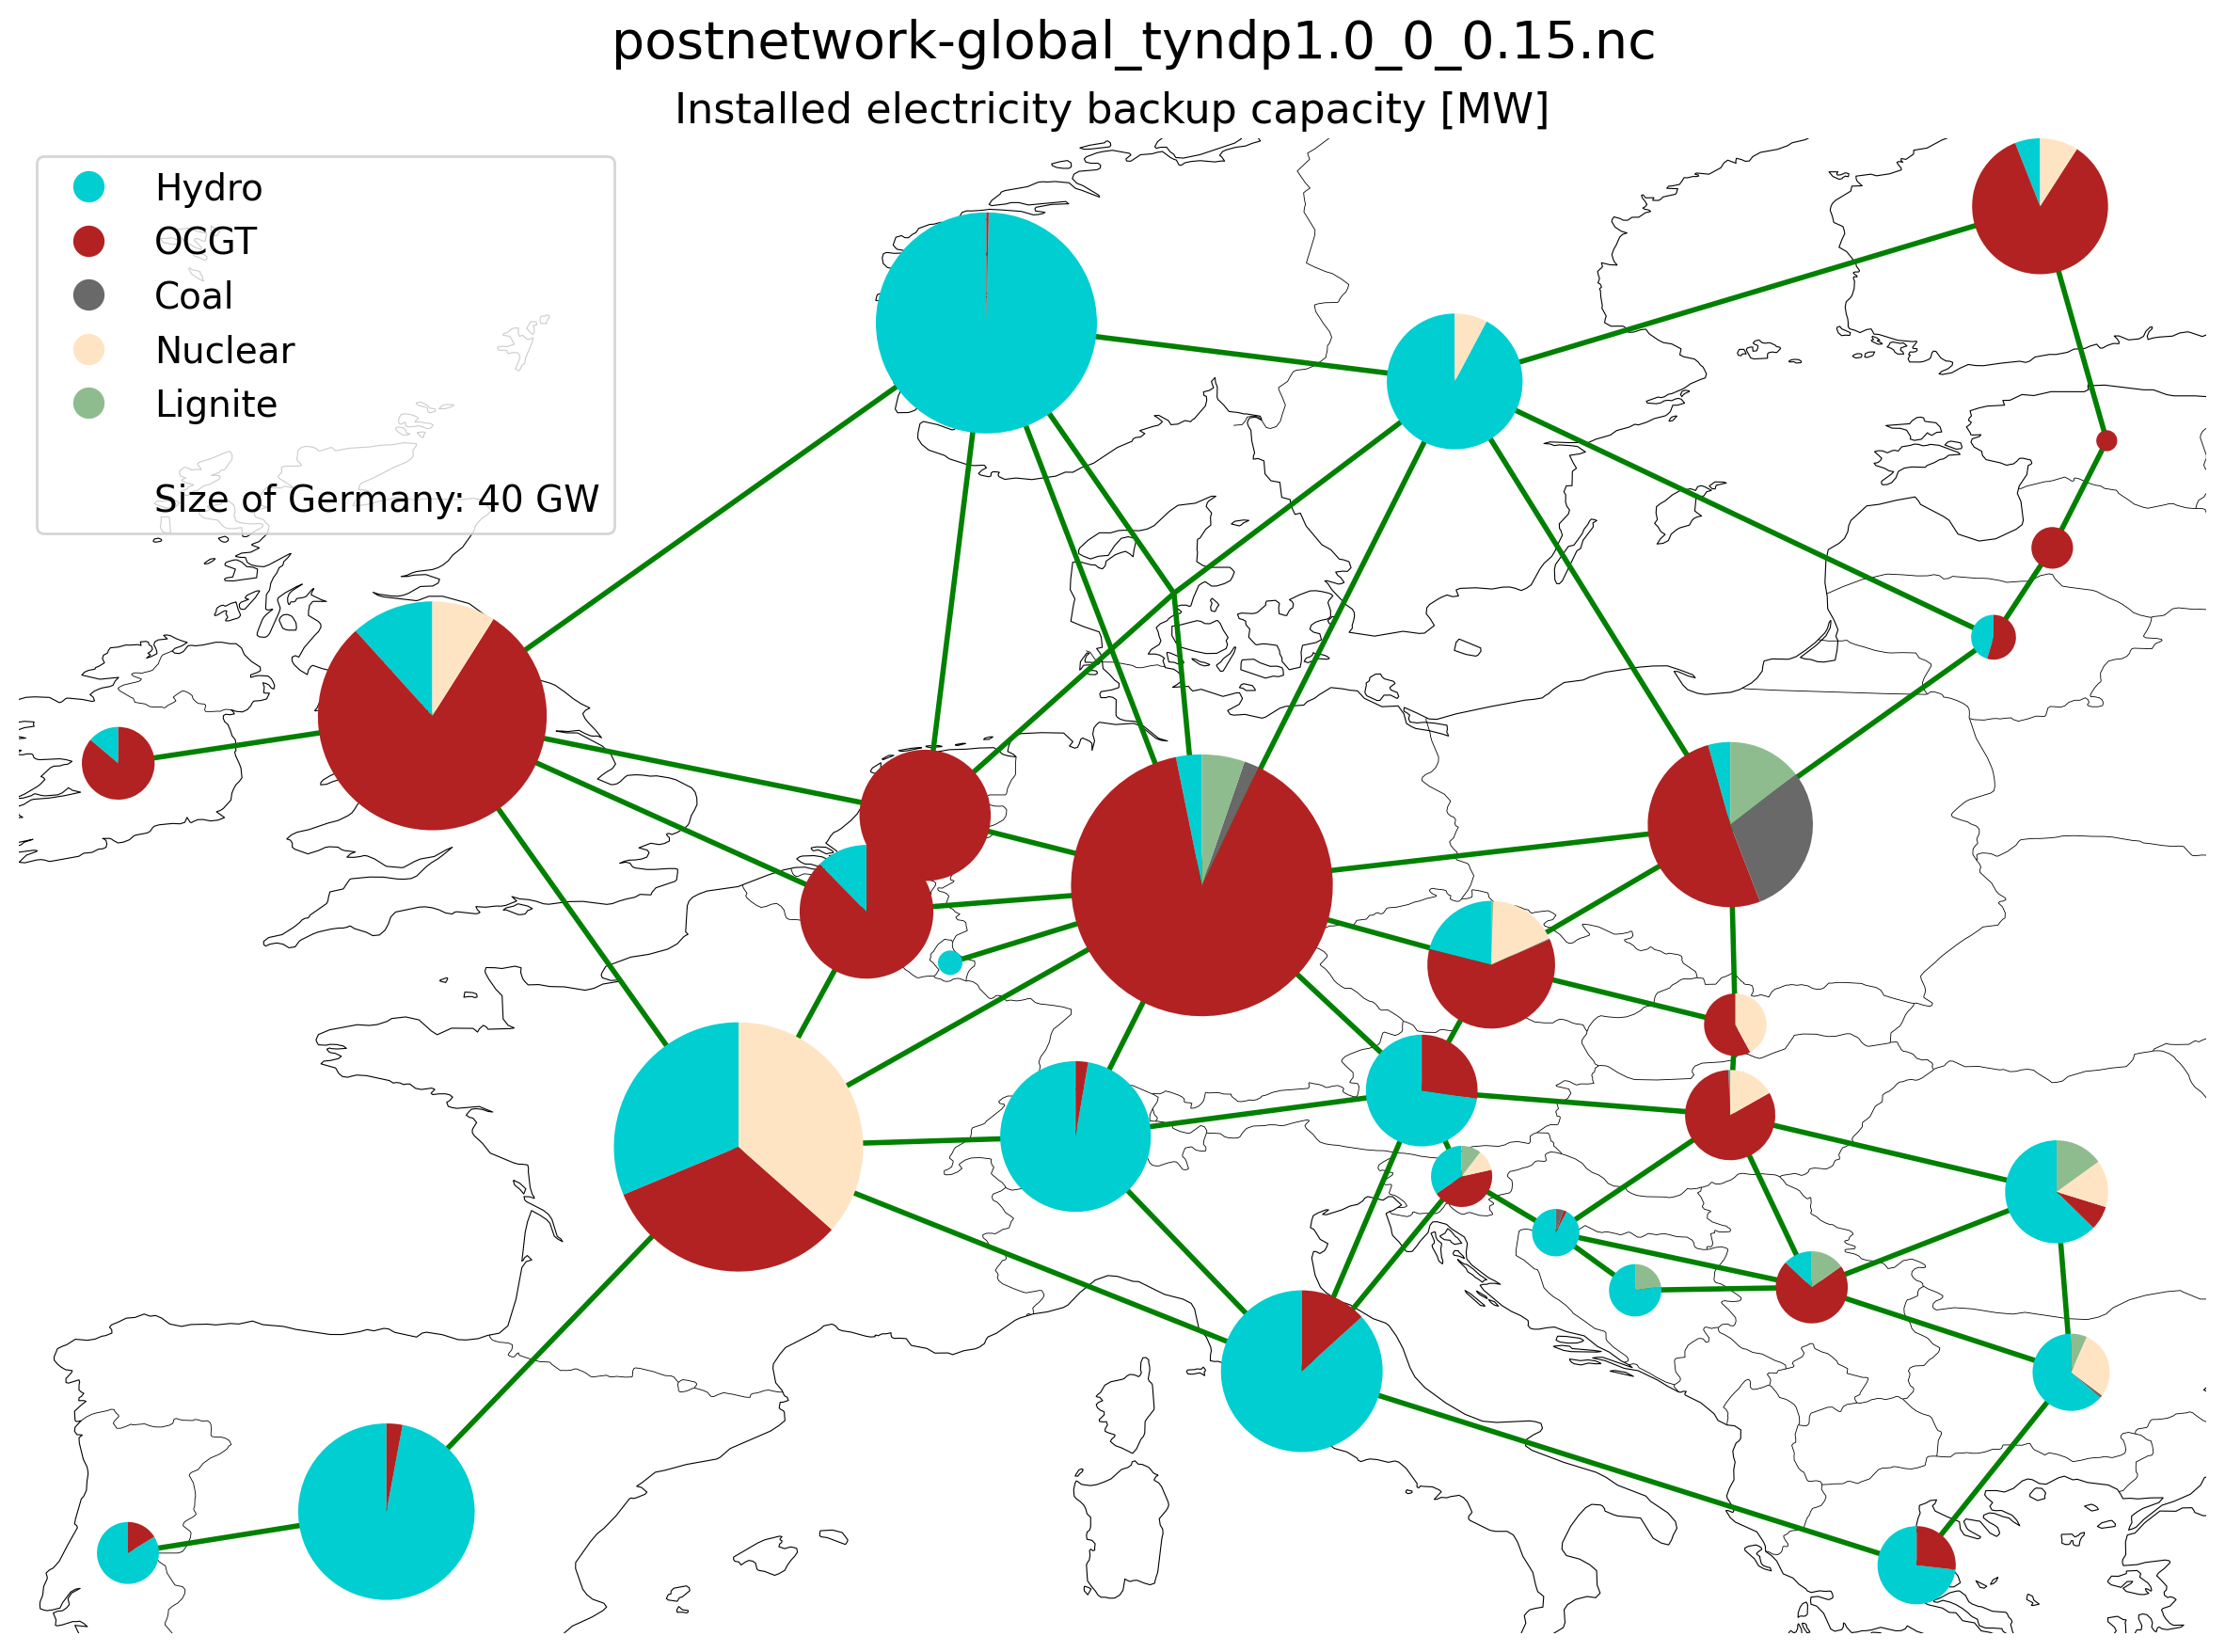 postnetwork-global_tyndp1.0_0_0.15.nc
Installed electricity backup capacity [MW]
Hydro
OCGT
Coal
Nuclear
Lignite
Size of Germany: 40 GW